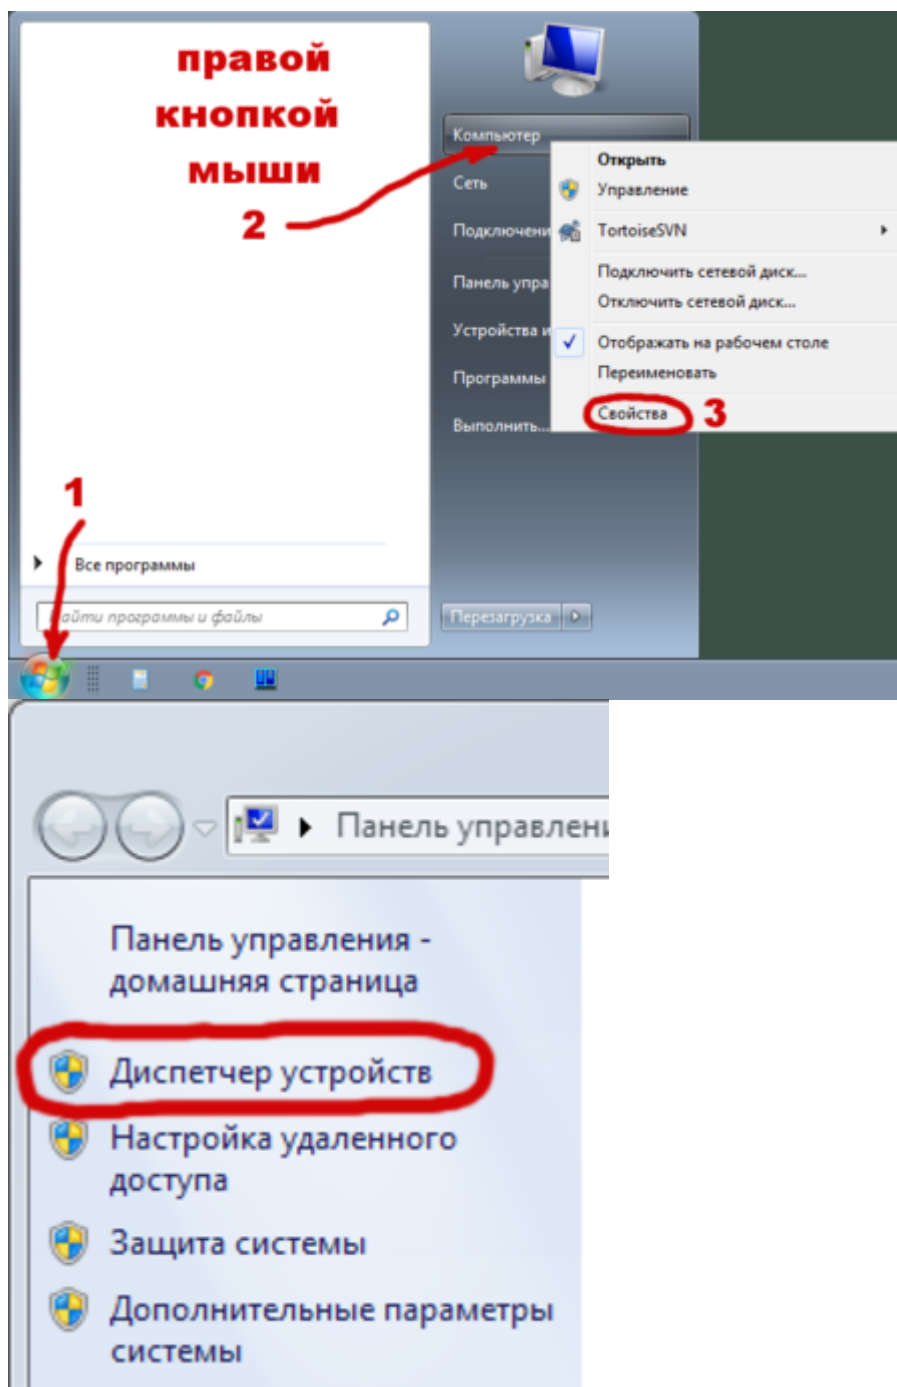 правой
кнопкой
мыши
2
Компьютер
Сеть
Подключени
Панель упра
Устройства и
Программы
Выполнить...
Открыть
Управление
TortoiseSVN
Подключить сетевой диск...
Отключить сетевой диск...
Отображать на рабочем столе
Переименовать
Свойства
3
1
Все программы
Найти программы и файлы
Перезагрузка
Панель управлени
Панель управления -
домашняя страница
Диспетчер устройств
Настройка удаленного
доступа
Защита системы
Дополнительные параметры
системы